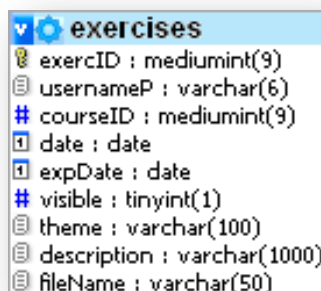 exercises
exercID : mediumint(9)
usernameP : varchar(6)
# courseID : mediumint(9)
date : date
expDate : date
# visible : tinyint(1)
theme : varchar(100)
description : varchar(1000)
fileName : varchar(50)